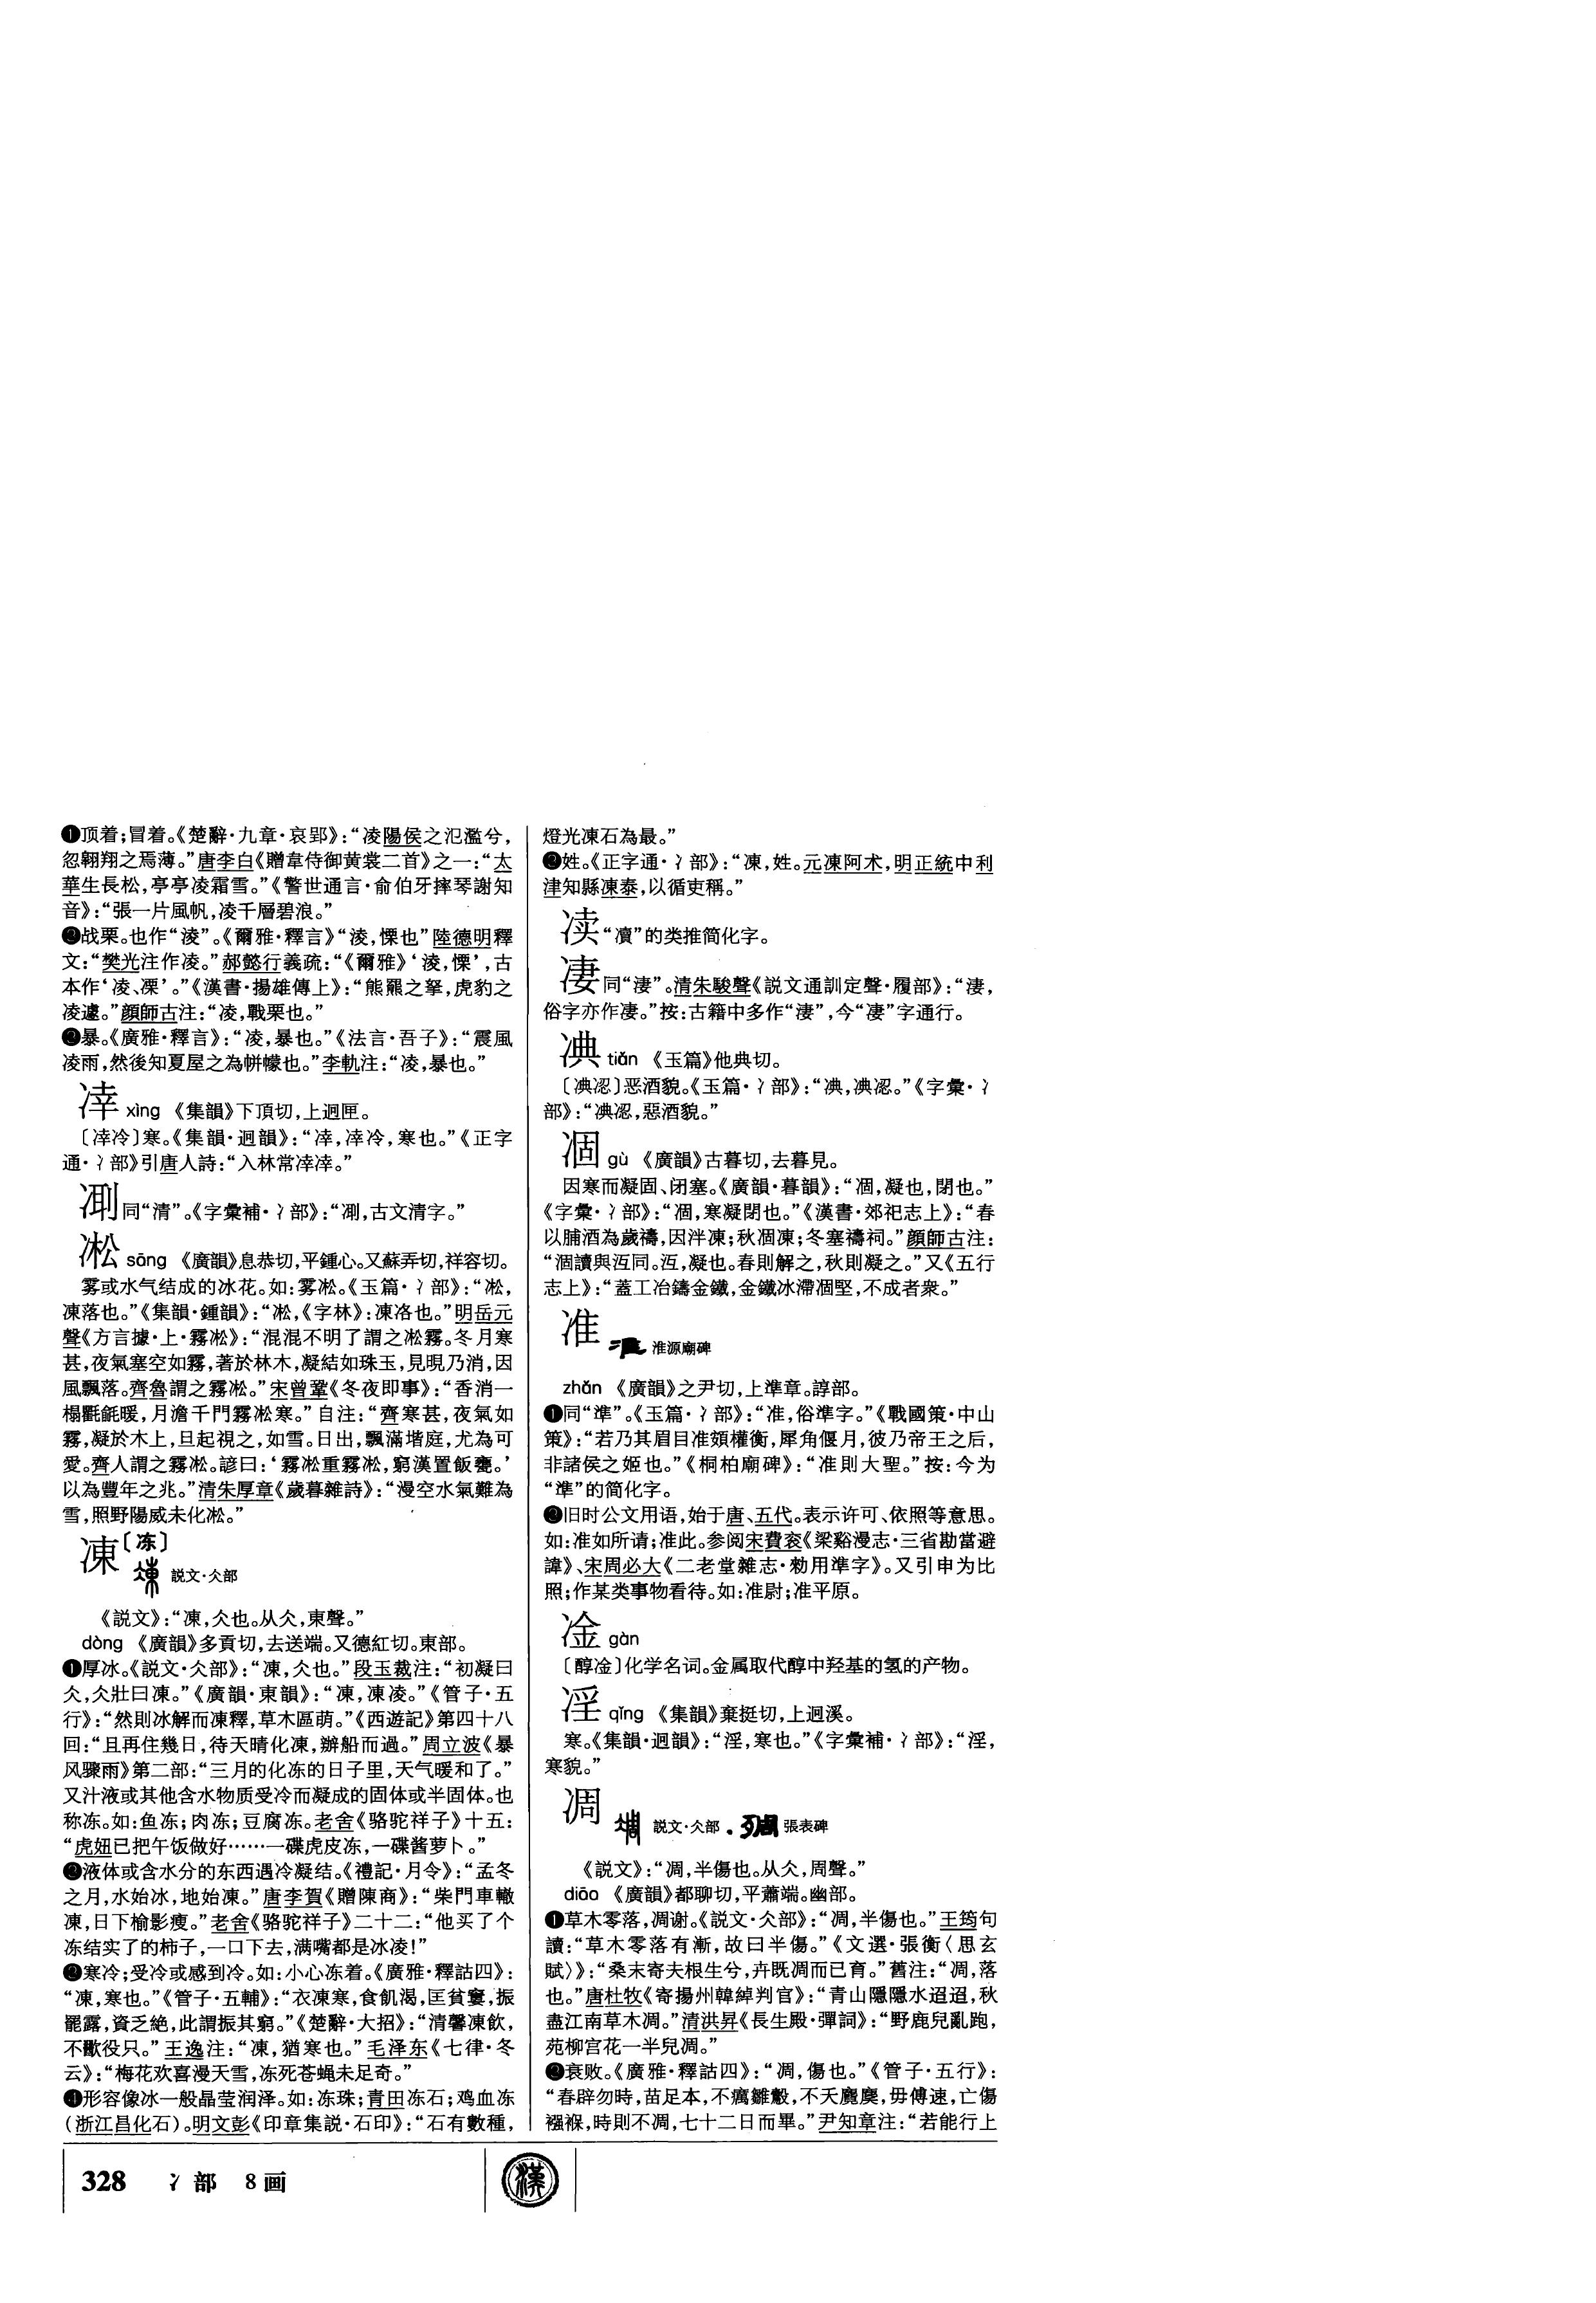 ❶顶着;冒着。《楚辭·九章·哀郢》:“凌陽侯之氾濫兮,
忽翱翔之焉薄。”唐李白《贈韋侍御黃裳二首》之一:“太
華生長松,亭亭凌霜雪。”《警世通言·俞伯牙摔琴謝知
音》:“張一片風帆,凌千層碧浪。”
❷战栗。也作“淩”。《爾雅·釋言》“淩,慄也”陸德明釋
文:“樊光注作凌。”郝懿行義疏:“《爾雅》‘淩,慄’,古
本作‘凌、凓’。”《漢書·揚雄傳上》:“熊羆之挐,虎豹之
凌遽。”顔師古注:“凌,戰栗也。”
❷暴。《廣雅·釋言》:“凌,暴也。”《法言·吾子》:“震風
凌雨,然後知夏屋之為帡幪也。”李軌注:“凌,暴也。”
涬 xìng 《集韻》下頂切,上迥匣。
〔涬冷〕寒。《集韻·迥韻》:“涬,涬冷,寒也。”《正字
通·冫部》引唐人詩:“入林常涬涬。”
同“清”。《字彙補·冫部》:“古文清字。”
凇 sōng 《廣韻》息恭切,平鍾心。又蘇弄切,祥容切。
雾或水气结成的冰花。如:雾凇。《玉篇·冫部》:“凇,
凍落也。”《集韻·鍾韻》:“凇,《字林》:凍洛也。”明岳元
聲《方言據·上·霧凇》:“混混不明了謂之凇霧。冬月寒
甚,夜氣塞空如霧,著於林木,凝結如珠玉,見晛乃消,因
風飄落。齊魯謂之霧凇。”宋曾鞏《冬夜即事》:“香消一
榻氍毹暖,月澹千門霧凇寒。”自注:“齊寒甚,夜氣如
霧,凝於木上,旦起視之,如雪。日出,飄滿堦庭,尤為可
愛。齊人謂之霧凇。諺曰:‘霧凇重霧凇,窮漢置飯甕。’
以為豐年之兆。”清朱厚章《歲暮雜詩》:“漫空水氣難為
雪,照野陽威未化凇。”
凍〔冻〕
説文·仌部
《説文》:“凍,仌也。从仌,東聲。”
dòng 《廣韻》多貢切,去送端。又德紅切。東部。
❶厚冰。《説文·仌部》:“凍,仌也。”段玉裁注:“初凝曰
仌,仌壯曰凍。”《廣韻·東韻》:“凍,凍凌。”《管子·五
行》:“然則冰解而凍釋,草木區萌。”《西遊記》第四十八
回:“且再住幾日,待天晴化凍,辦船而過。”周立波《暴
风骤雨》第二部:“三月的化冻的日子里,天气暖和了。”
又汁液或其他含水物质受冷而凝成的固体或半固体。也
称冻。如:鱼冻;肉冻;豆腐冻。老舍《骆驼祥子》十五:
“虎妞已把午饭做好……一碟虎皮冻,一碟酱萝卜。”
❷液体或含水分的东西遇冷凝结。《禮記·月令》:“孟冬
之月,水始冰,地始凍。”唐李賀《贈陳商》:“柴門車轍
凍,日下榆影瘦。”老舍《骆驼祥子》二十二:“他买了个
冻结实了的柿子,一口下去,满嘴都是冰凌!”
❷寒冷;受冷或感到冷。如:小心冻着。《廣雅·釋詁四》:
“凍,寒也。”《管子·五輔》:“衣凍寒,食飢渴,匡貧窶,振
罷露,資乏絶,此謂振其窮。”《楚辭·大招》:“清馨凍飲,
不歠役只。”王逸注:“凍,猶寒也。”毛泽东《七律·冬
云》:“梅花欢喜漫天雪,冻死苍蝇未足奇。”
❹形容像冰一般晶莹润泽。如:冻珠;青田冻石;鸡血冻
(浙江昌化石)。明文彭《印章集説·石印》:“石有數種,
燈光凍石為最。”
❷姓。《正字通·冫部》:“凍,姓。元凍阿术,明正統中利
津知縣凍泰,以循吏稱。”
渎“凟”的类推简化字。
凄同“淒”。清朱駿聲《説文通訓定聲·履部》:“淒,
俗字亦作凄。”按:古籍中多作“淒”,今“凄”字通行。
tiǎn 《玉篇》他典切。
恶酒貌。《玉篇·冫部》:《字彙·冫
部》:“惡酒貌。”
凅 gù 《廣韻》古暮切,去暮見。
因寒而凝固、闭塞。《廣韻·暮韻》:“凅,凝也,閉也。”
《字彙·冫部》:“凅,寒凝閉也。”《漢書·郊祀志上》:“春
以脯酒為歲禱,因泮凍;秋凅凍;冬塞禱祠。”顔師古注:
“凅讀與沍同。沍,凝也。春則解之,秋則凝之。”又《五行
志上》:“蓋工冶鑄金鐵,金鐵冰滯凅堅,不成者衆。”
准 淮源廟碑
zhǔn 《廣韻》之尹切,上準章。諄部。
❶同“準”。《玉篇·冫部》:“准,俗準字。”《戰國策·中山
策》:“若乃其眉目准頞權衡,犀角偃月,彼乃帝王之后,
非諸侯之姬也。”《桐柏廟碑》:“准則大聖。”按:今为
“準”的简化字。
❷旧时公文用语,始于唐、五代。表示许可、依照等意思。
如:准如所请;准此。参阅宋費衮《梁谿漫志·三省勘當避
諱》、宋周必大《二老堂雜志·勑用準字》。又引申为比
照;作某类事物看待。如:准尉;准平原。
凎 gàn
〔醇凎〕化学名词。金属取代醇中羟基的氢的产物。
淫 qǐng 《集韻》棄挺切,上迥溪。
寒。《集韻·迥韻》:“淫,寒也。”《字彙補·冫部》:“淫,
寒貌。”
凋 説文·仌部 · 張表碑
《説文》:“凋,半傷也。从仌,周聲。”
diāo 《廣韻》都聊切,平蕭端。幽部。
❶草木零落,凋谢。《説文·仌部》:“凋,半傷也。”王筠句
讀:“草木零落有漸,故曰半傷。”《文選·張衡〈思玄
賦〉》:“桑末寄夫根生兮,卉既凋而已育。”舊注:“凋,落
也。”唐杜牧《寄揚州韓綽判官》:“青山隱隱水迢迢,秋
盡江南草木凋。”清洪昇《長生殿·彈詞》:“野鹿兒亂跑,
苑柳宫花一半兒凋。”
❷衰败。《廣雅·釋詁四》:“凋,傷也。”《管子·五行》:
“春辟勿時,苗足本,不癘雛鷇,不夭麑麌,毋傅速,亡傷
襁褓,時則不凋,七十二日而畢。”尹知章注:“若能行上
328 冫部 8画
漢